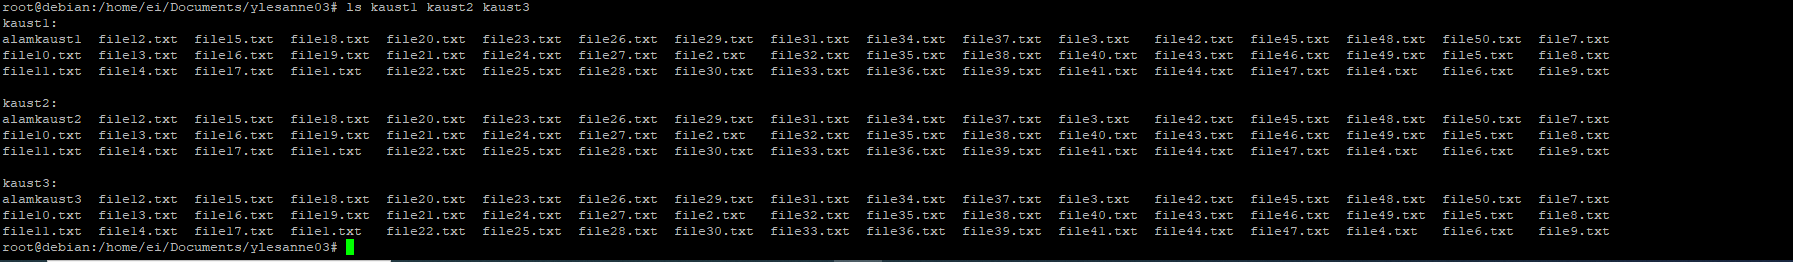 root@debian:/home/ei/Documents/ylesanne03# ls kaust1 kaust2 kaust3
kaust1:
alamkaust1  file12.txt  file15.txt  file18.txt  file20.txt  file23.txt  file26.txt  file29.txt  file31.txt  file34.txt  file37.txt  file3.txt   file42.txt  file45.txt  file48.txt  file50.txt  file7.txt
file10.txt  file13.txt  file16.txt  file19.txt  file21.txt  file24.txt  file27.txt  file2.txt   file32.txt  file35.txt  file38.txt  file40.txt  file43.txt  file46.txt  file49.txt  file5.txt   file8.txt
file11.txt  file14.txt  file17.txt  file1.txt   file22.txt  file25.txt  file28.txt  file30.txt  file33.txt  file36.txt  file39.txt  file41.txt  file44.txt  file47.txt  file4.txt   file6.txt   file9.txt
kaust2:
alamkaust2  file12.txt  file15.txt  file18.txt  file20.txt  file23.txt  file26.txt  file29.txt  file31.txt  file34.txt  file37.txt  file3.txt   file42.txt  file45.txt  file48.txt  file50.txt  file7.txt
file10.txt  file13.txt  file16.txt  file19.txt  file21.txt  file24.txt  file27.txt  file2.txt   file32.txt  file35.txt  file38.txt  file40.txt  file43.txt  file46.txt  file49.txt  file5.txt   file8.txt
file11.txt  file14.txt  file17.txt  file1.txt   file22.txt  file25.txt  file28.txt  file30.txt  file33.txt  file36.txt  file39.txt  file41.txt  file44.txt  file47.txt  file4.txt   file6.txt   file9.txt
kaust3:
alamkaust3  file12.txt  file15.txt  file18.txt  file20.txt  file23.txt  file26.txt  file29.txt  file31.txt  file34.txt  file37.txt  file3.txt   file42.txt  file45.txt  file48.txt  file50.txt  file7.txt
file10.txt  file13.txt  file16.txt  file19.txt  file21.txt  file24.txt  file27.txt  file2.txt   file32.txt  file35.txt  file38.txt  file40.txt  file43.txt  file46.txt  file49.txt  file5.txt   file8.txt
file11.txt  file14.txt  file17.txt  file1.txt   file22.txt  file25.txt  file28.txt  file30.txt  file33.txt  file36.txt  file39.txt  file41.txt  file44.txt  file47.txt  file4.txt   file6.txt   file9.txt
root@debian:/home/ei/Documents/ylesanne03#